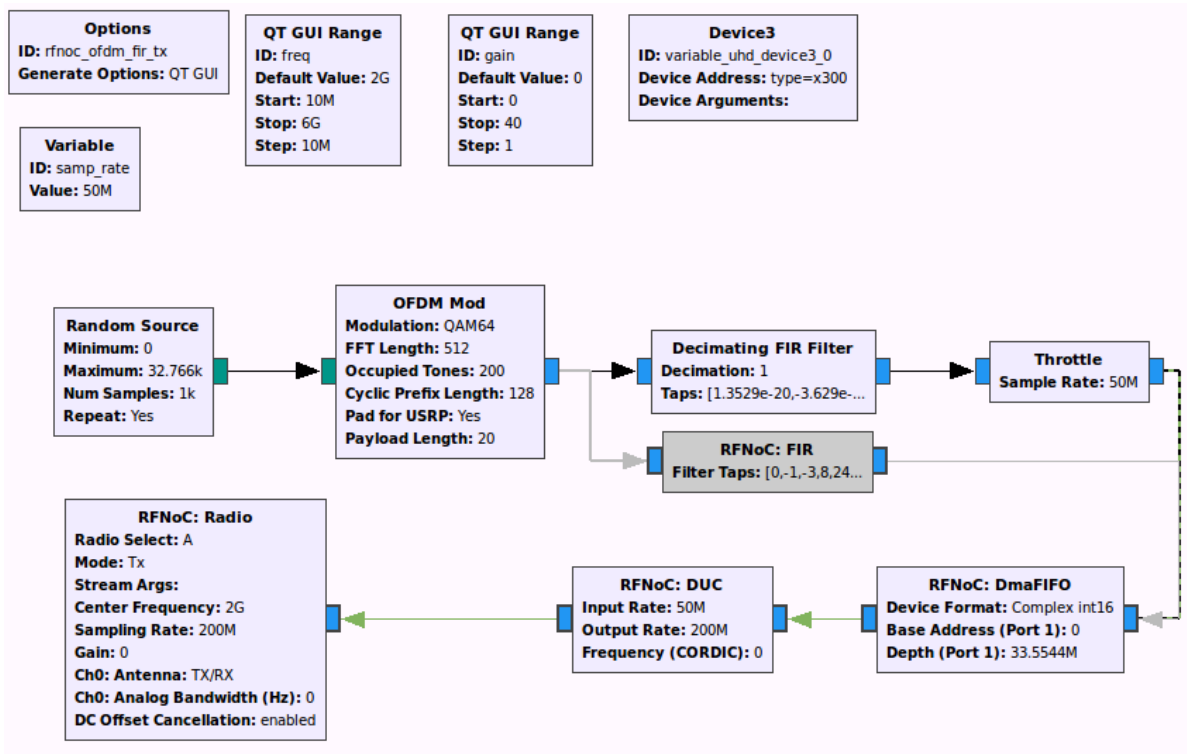 Options
ID: rfnoc_ofdm_fir_tx
Generate Options: QT GUI
QT GUI Range
ID: freq
Default Value: 2G
Start: 10M
Stop: 6G
Step: 10M
QT GUI Range
ID: gain
Default Value: 0
Start: 0
Stop: 40
Step: 1
Device3
ID: variable_uhd_device3_0
Device Address: type=x300
Device Arguments:
Variable
ID: samp_rate
Value: 50M
Random Source
Minimum: 0
Maximum: 32.766k
Num Samples: 1k
Repeat: Yes
OFDM Mod
Modulation: QAM64
FFT Length: 512
Occupied Tones: 200
Cyclic Prefix Length: 128
Pad for USRP: Yes
Payload Length: 20
Decimating FIR Filter
Decimation: 1
Taps: [1.3529e-20,-3.629e-...
Throttle
Sample Rate: 50M
RFNoC: FIR
Filter Taps: [0,-1,-3,8,24...
RFNoC: Radio
Radio Select: A
Mode: Tx
Stream Args:
Center Frequency: 2G
Sampling Rate: 200M
Gain: 0
Ch0: Antenna: TX/RX
Ch0: Analog Bandwidth (Hz): 0
DC Offset Cancellation: enabled
RFNoC: DUC
Input Rate: 50M
Output Rate: 200M
Frequency (CORDIC): 0
RFNoC: DmaFIFO
Device Format: Complex int16
Base Address (Port 1): 0
Depth (Port 1): 33.5544M